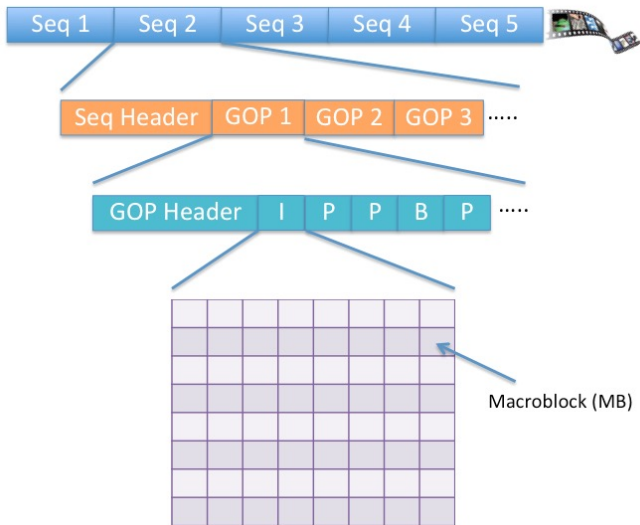 Seq 1 Seq 2 Seq 3 Seq 4 Seq 5
Seq Header GOP 1 GOP 2 GOP 3 .....
GOP Header I P P B P .....
Macroblock (MB)